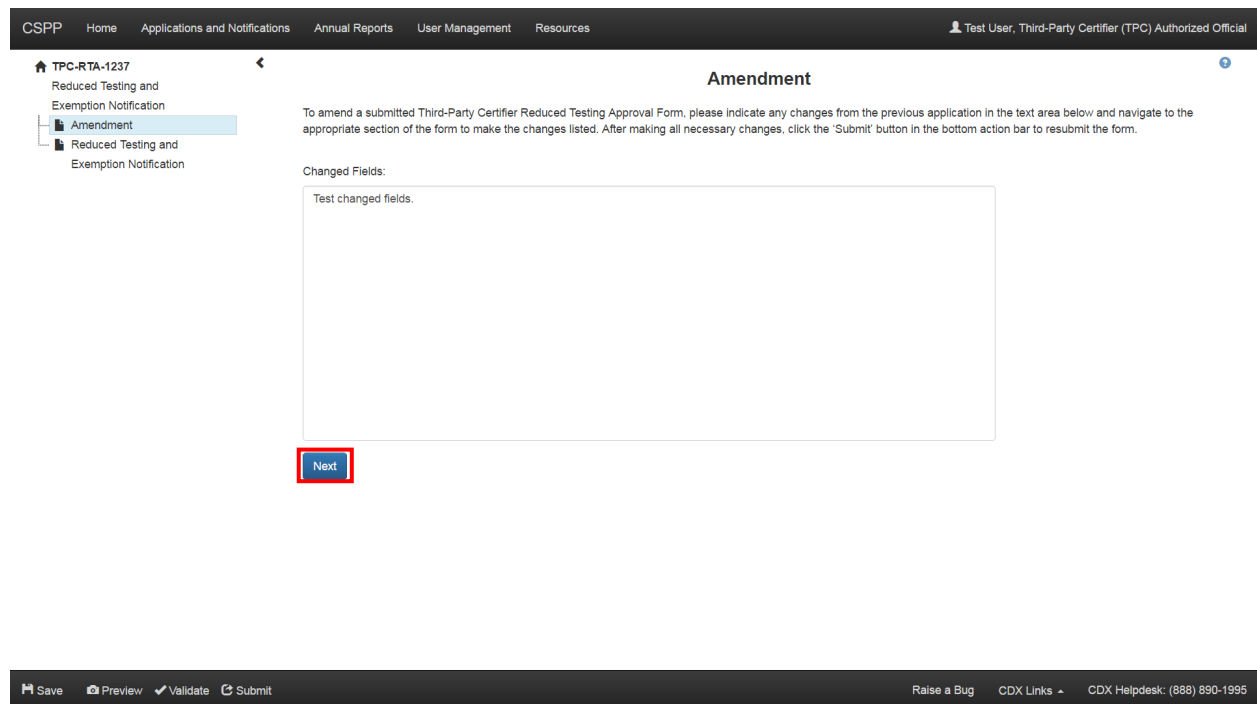 CSPP Home Applications and Notifications Annual Reports User Management Resources Test User, Third-Party Certifier (TPC) Authorized Official
TPC-RTA-1237
Reduced Testing and
Exemption Notification
Amendment
Reduced Testing and
Exemption Notification
Amendment
To amend a submitted Third-Party Certifier Reduced Testing Approval Form, please indicate any changes from the previous application in the text area below and navigate to the
appropriate section of the form to make the changes listed. After making all necessary changes, click the 'Submit' button in the bottom action bar to resubmit the form.
Changed Fields:
Test changed fields.
Next
Save Preview Validate Submit Raise a Bug CDX Links CDX Helpdesk: (888) 890-1995